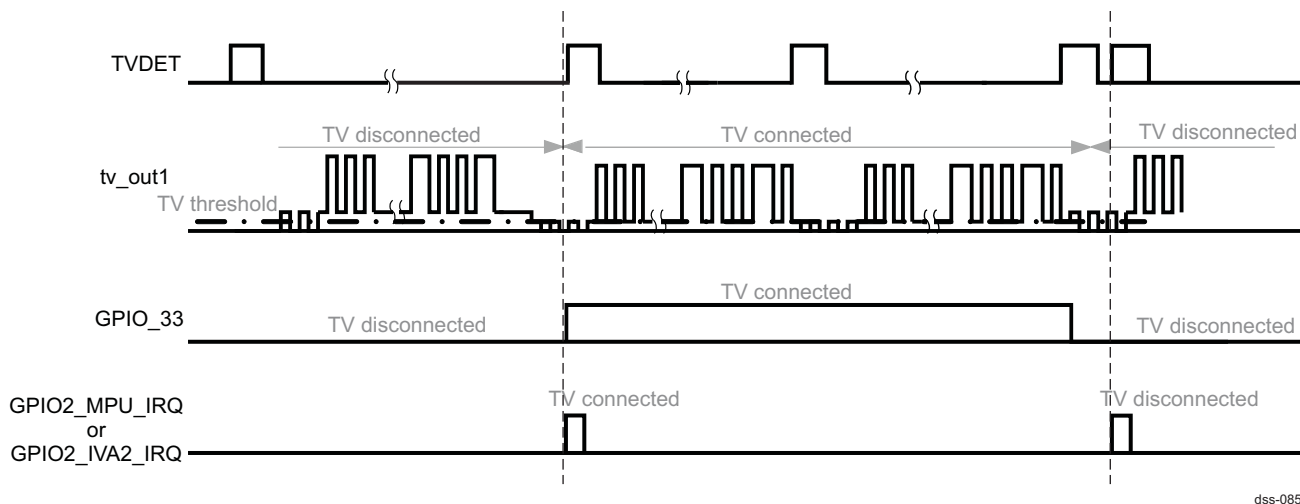 TVDET
TV disconnected
TV connected
TV disconnected
tv_out1
TV threshold
TV connected
GPIO_33
TV disconnected
TV disconnected
TV connected
TV disconnected
GPIO2_MPU_IRQ
or
GPIO2_IVA2_IRQ
dss-085